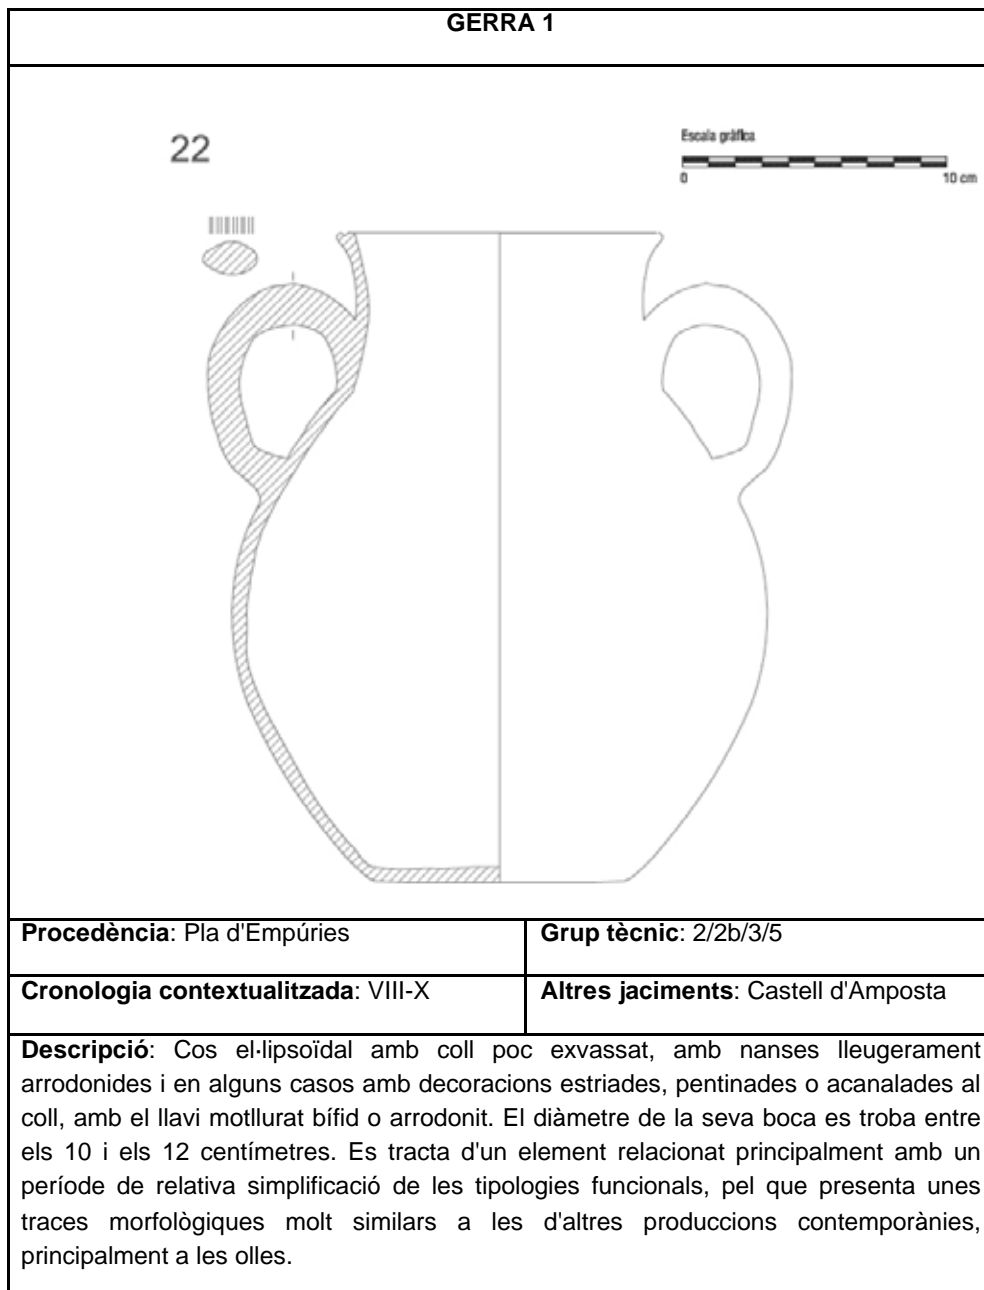 GERRA 1
22
Escala gràfica
0
10 cm
Procedència: Pla d'Empúries
Grup tècnic: 2/2b/3/5
Cronologia contextualitzada: VIII-X
Altres jaciments: Castell d'Amposta
Descripció: Cos el·lipsoïdal amb coll poc exvassat, amb nanses lleugerament
arrodonides i en alguns casos amb decoracions estriades, pentinades o acanalades al
coll, amb el llavi motllurat bífid o arrodonit. El diàmetre de la seva boca es troba entre
els 10 i els 12 centímetres. Es tracta d'un element relacionat principalment amb un
període de relativa simplificació de les tipologies funcionals, pel que presenta unes
traces morfològiques molt similars a les d'altres produccions contemporànies,
principalment a les olles.